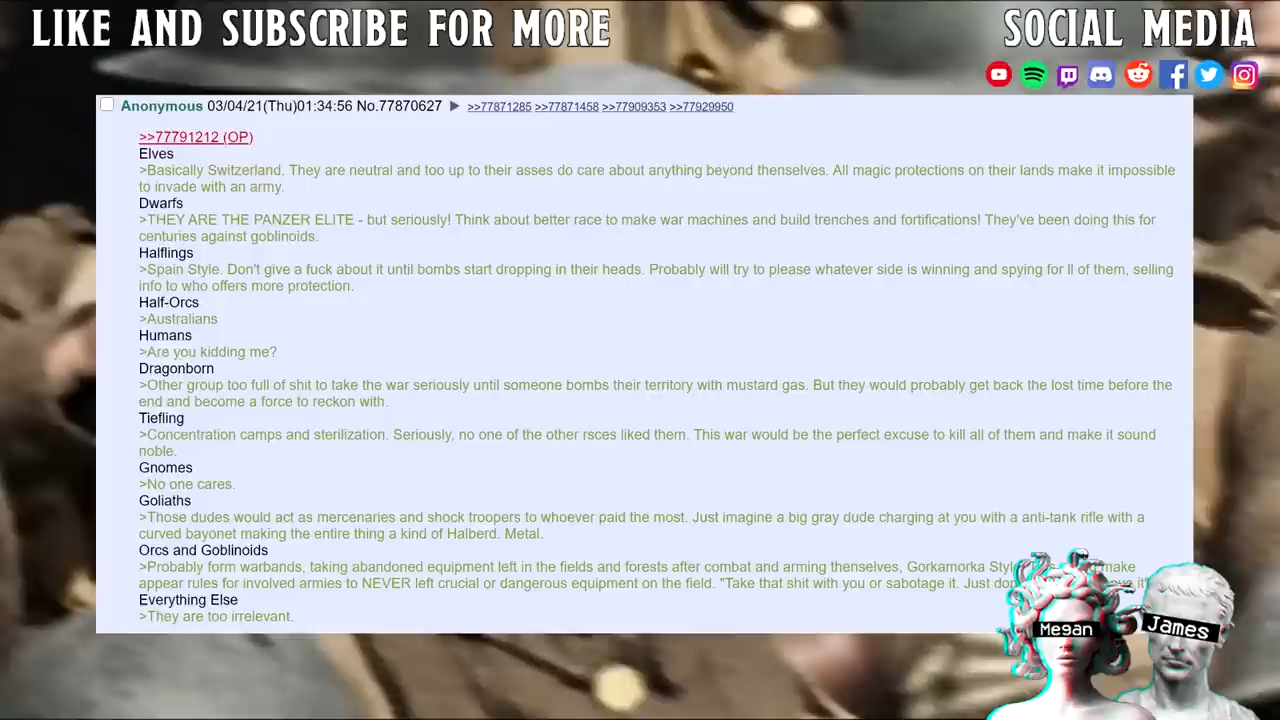 LIKE AND SUBSCRIBE FOR MORE
SOCIAL MEDIA
Anonymous 03/04/21(Thu)01:34:56 No.77870627 ▶ >>77871285 >>77871458 >>77909353 >>77929950
>>77791212 (OP)
Elves
>Basically Switzerland. They are neutral and too up to their asses do care about anything beyond themselves. All magic protections on their lands make it impossible
to invade with an army.
Dwarfs
>THEY ARE THE PANZER ELITE - but seriously! Think about better race to make war machines and build trenches and fortifications! They've been doing this for
centuries against goblinoids.
Halflings
>Spain Style. Don't give a fuck about it until bombs start dropping in their heads. Probably will try to please whatever side is winning and spying for ll of them, selling
info to who offers more protection.
Half-Orcs
>Australians
Humans
>Are you kidding me?
Dragonborn
>Other group too full of shit to take the war seriously until someone bombs their territory with mustard gas. But they would probably get back the lost time before the
end and become a force to reckon with.
Tiefling
>Concentration camps and sterilization. Seriously, no one of the other rsces liked them. This war would be the perfect excuse to kill all of them and make it sound
noble.
Gnomes
>No one cares.
Goliaths
>Those dudes would act as mercenaries and shock troopers to whoever paid the most. Just imagine a big gray dude charging at you with a anti-tank rifle with a
curved bayonet making the entire thing a kind of Halberd. Metal.
Orcs and Goblinoids
>Probably form warbands, taking abandoned equipment left in the fields and forests after combat and arming themselves, Gorkamorka make
appear rules for involved armies to NEVER left crucial or dangerous equipment on the field. "Take that shit with you or sabotage it. Just
Everything Else
>They are too irrelevant.
Megan
James